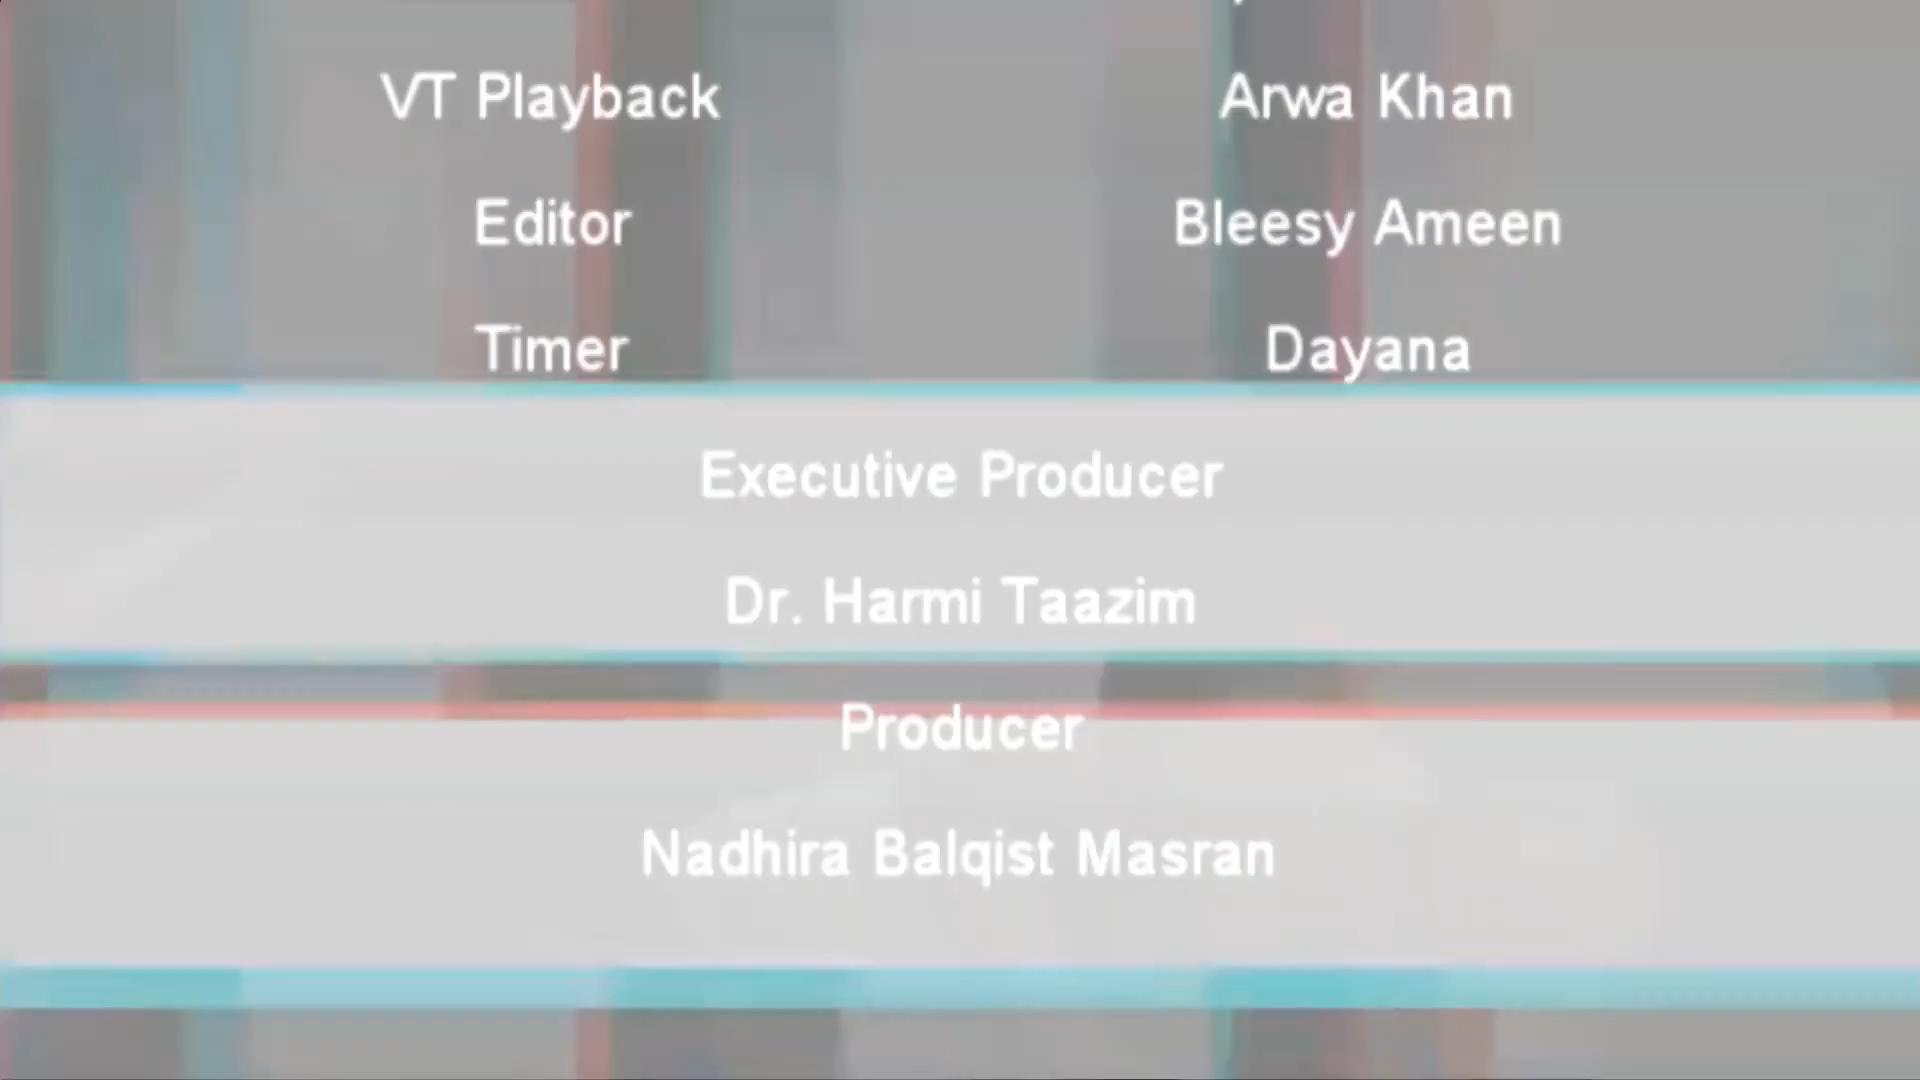 VT Playback Arwa Khan
Editor Bleesy Ameen
Timer Dayana
Executive Producer
Dr. Harmi Taazim
Producer
Nadhira Balqist Masran